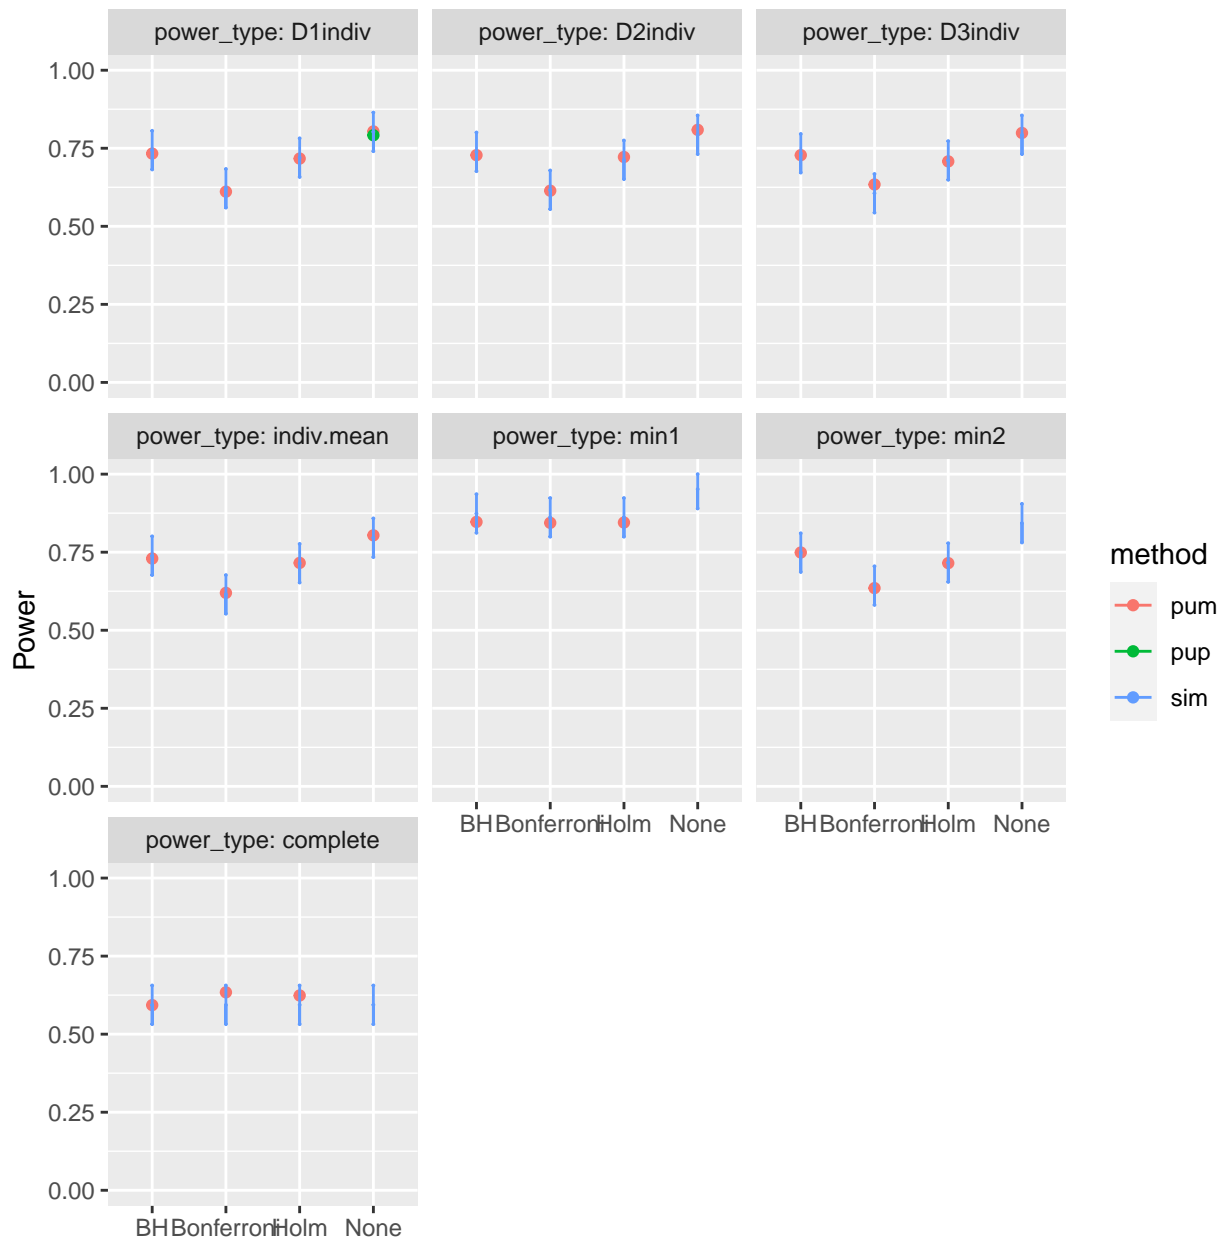 power_type: D1indiv power_type: D2indiv power_type: D3indiv
1.00
0.75
0.50
0.25
0.00
power_type: indiv.mean power_type: min1 power_type: min2
1.00
0.75
0.50
0.25
0.00
BH Bonferroni Holm None BH Bonferroni Holm None
Power
method
pum
pup
sim
power_type: complete
1.00
0.75
0.50
0.25
0.00
BH Bonferroni Holm None